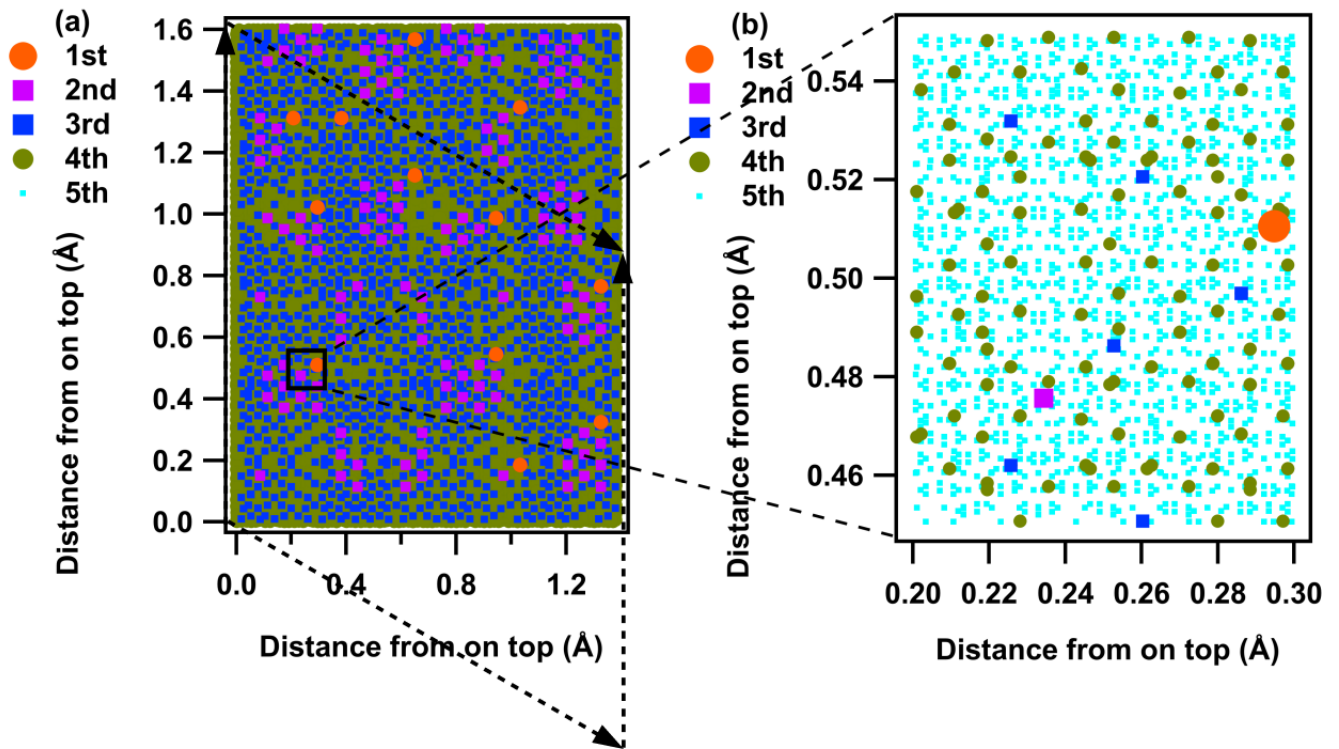 (a)
1st
2nd
3rd
4th
5th
Distance from on top (Å)
1.6
1.4
1.2
1.0
0.8
0.6
0.4
0.2
0.0
0.0 0.4 0.8 1.2
Distance from on top (Å)
(b)
1st
2nd
3rd
4th
5th
Distance from on top (Å)
0.54
0.52
0.50
0.48
0.46
0.20 0.22 0.24 0.26 0.28 0.30
Distance from on top (Å)